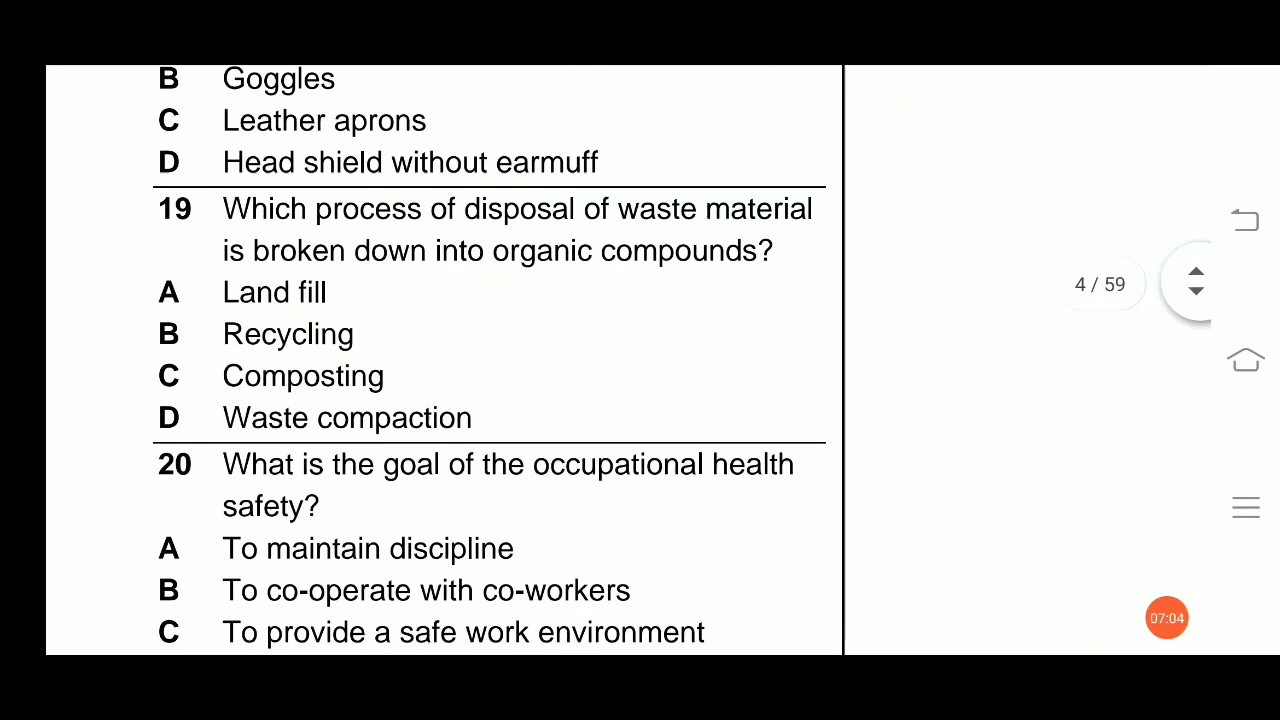 B Goggles
C Leather aprons
D Head shield without earmuff
19 Which process of disposal of waste material
is broken down into organic compounds?
A Land fill
B Recycling
C Composting
D Waste compaction
20 What is the goal of the occupational health
safety?
A To maintain discipline
B To co-operate with co-workers
C To provide a safe work environment
4 / 59
07:04